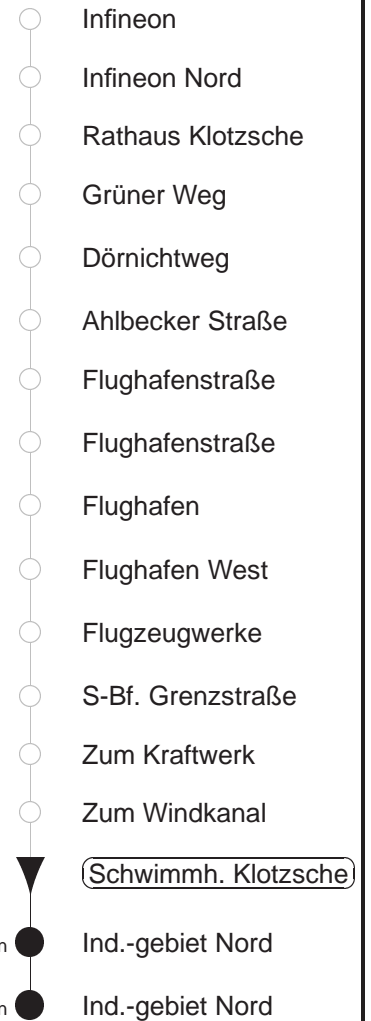 Infineon
Infineon Nord
Rathaus Klotzsche
Grüner Weg
Dörnichtweg
Ahlbecker Straße
Flughafenstraße
Flughafenstraße
Flughafen
Flughafen West
Flugzeugwerke
S-Bf. Grenzstraße
Zum Kraftwerk
Zum Windkanal
Schwimmh. Klotzsche
Ind.-gebiet Nord
Ind.-gebiet Nord